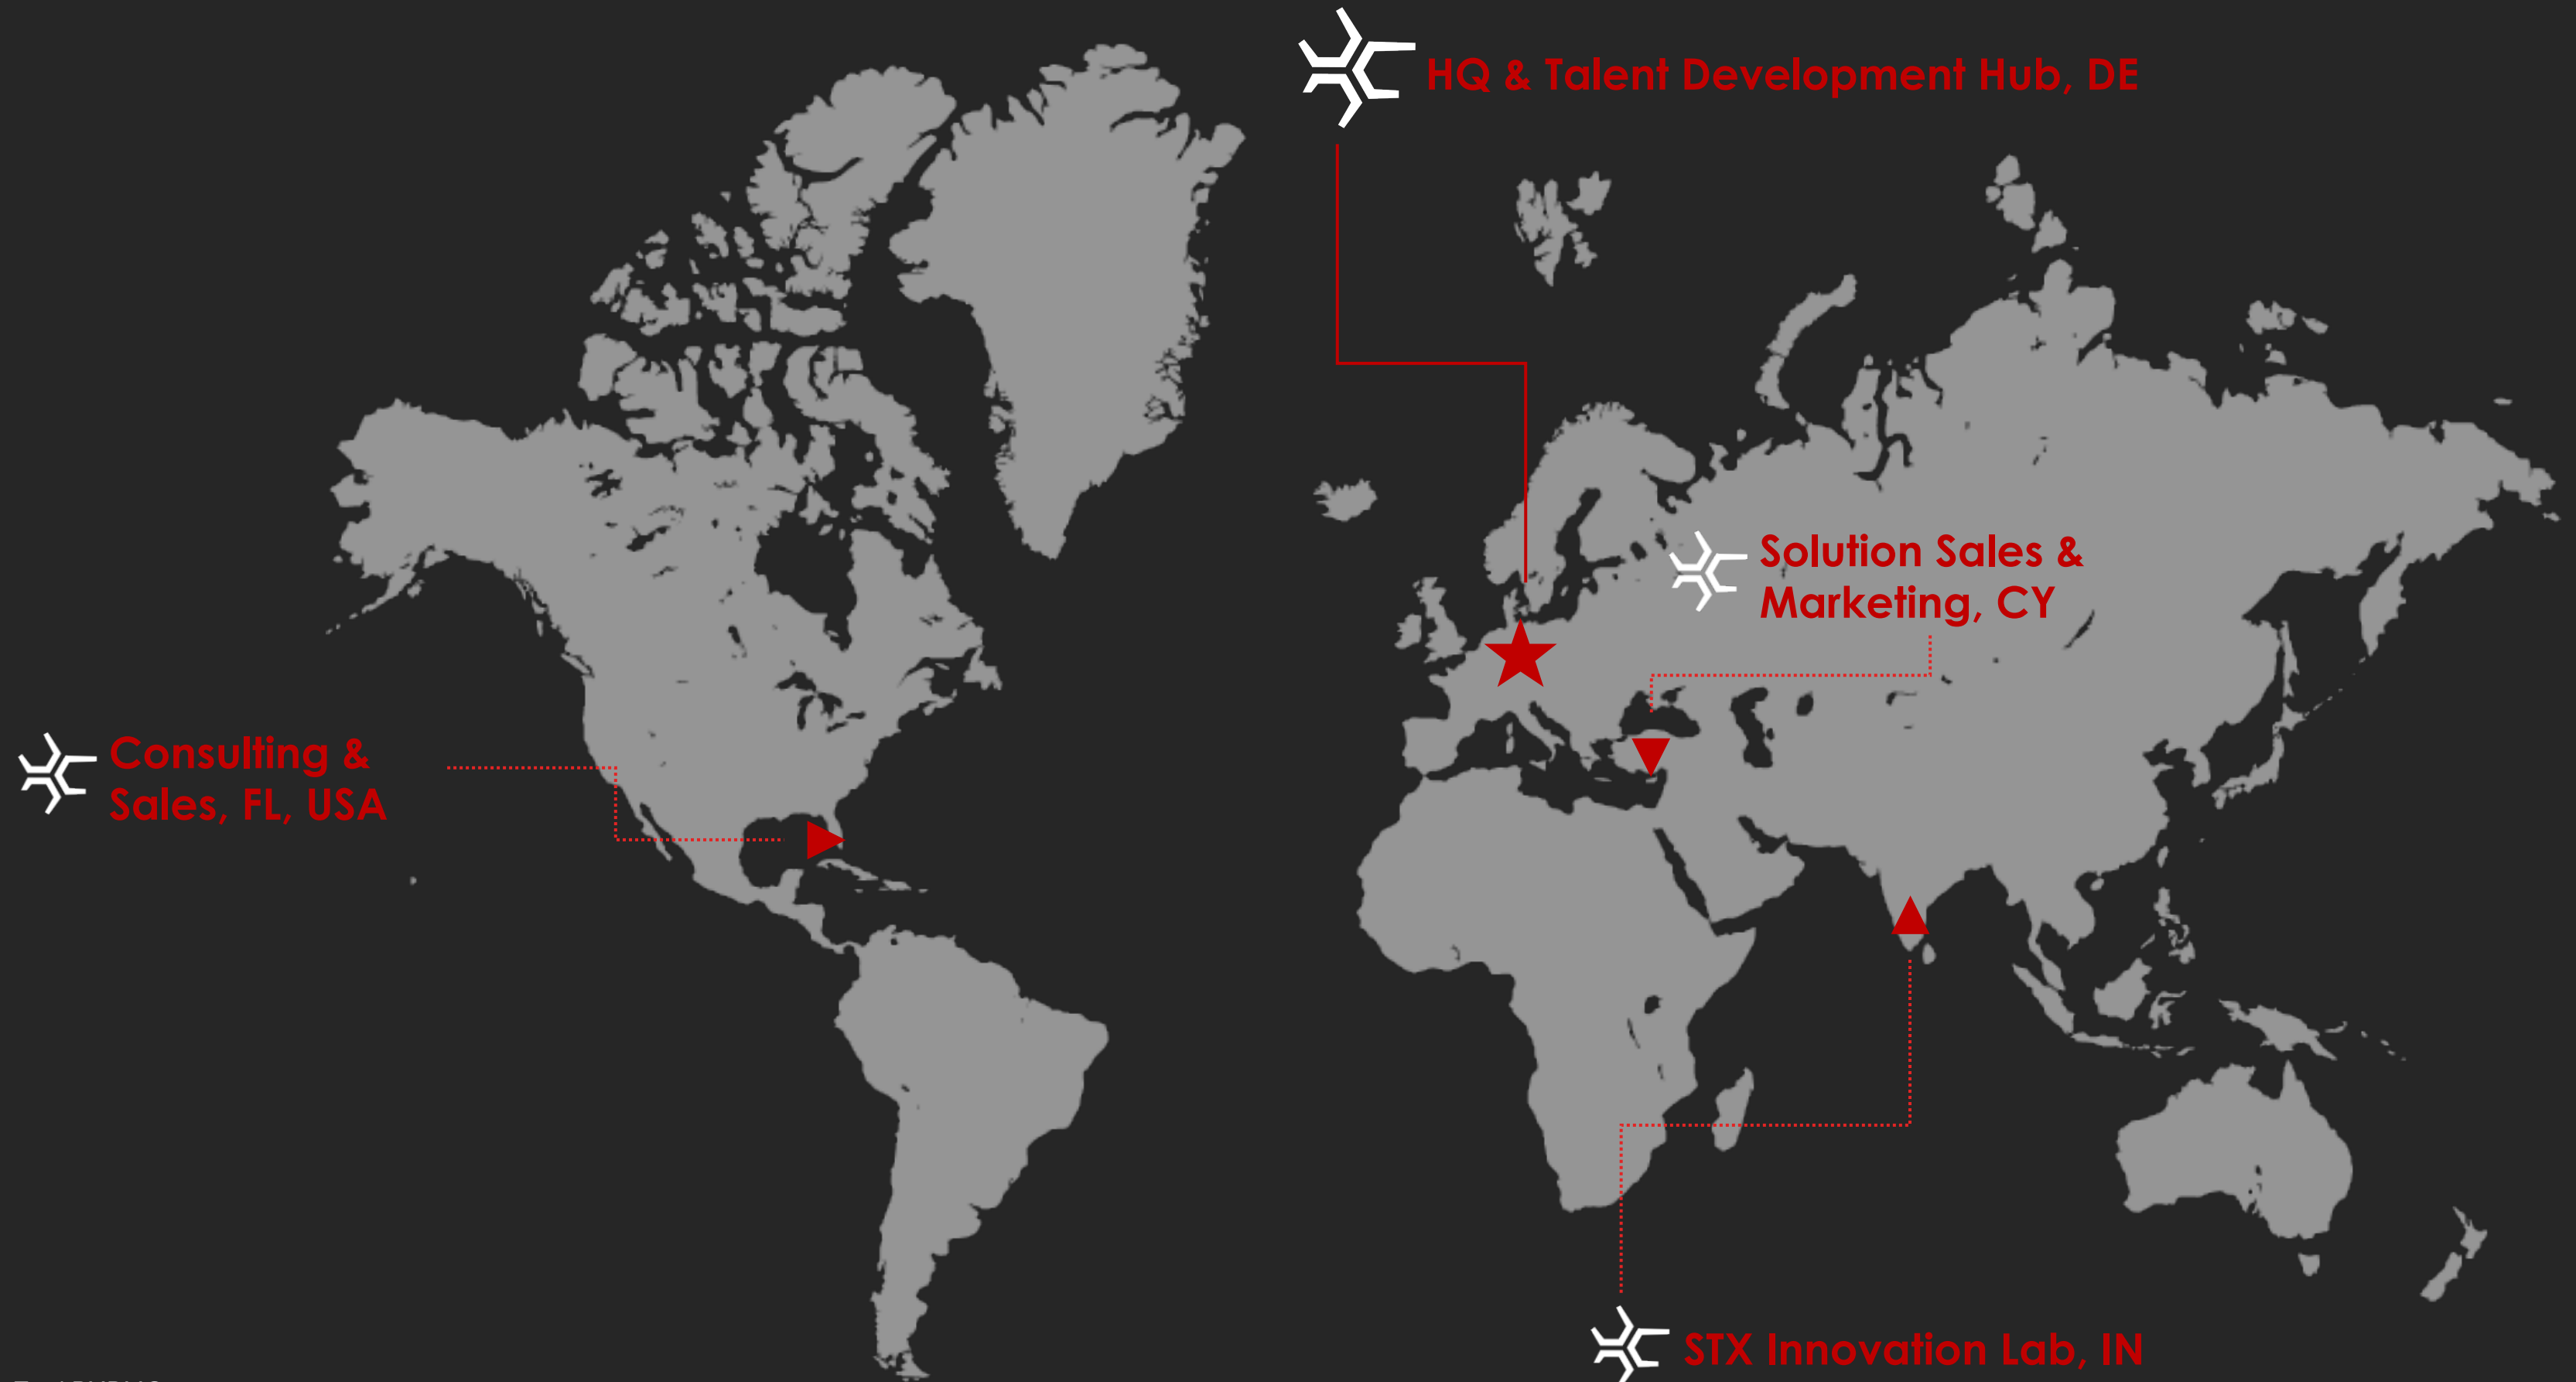 HQ & Talent Development Hub, DE
Solution Sales &
Marketing, CY
Consulting &
Sales, FL, USA
STX Innovation Lab, IN